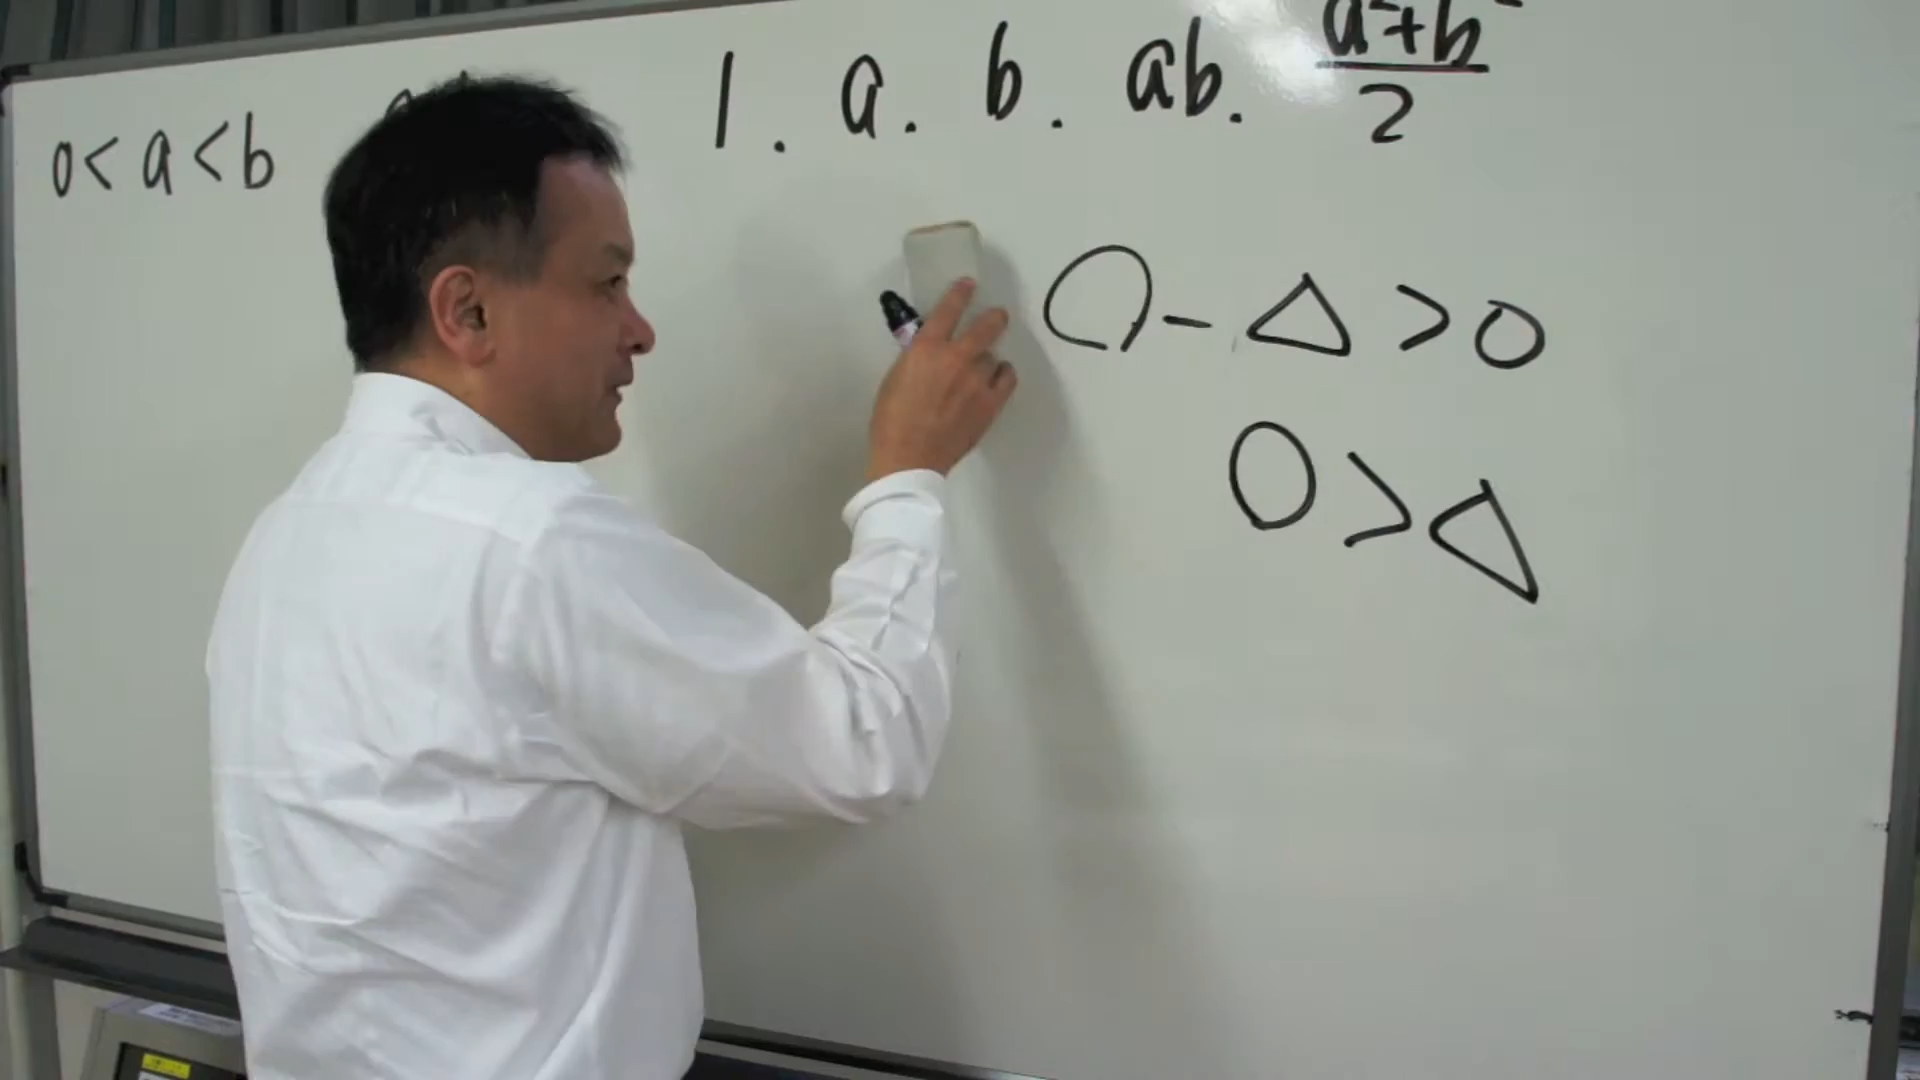 0<a<b
1. a. b. ab. (a²+b²)/2
○-△>0
○>△